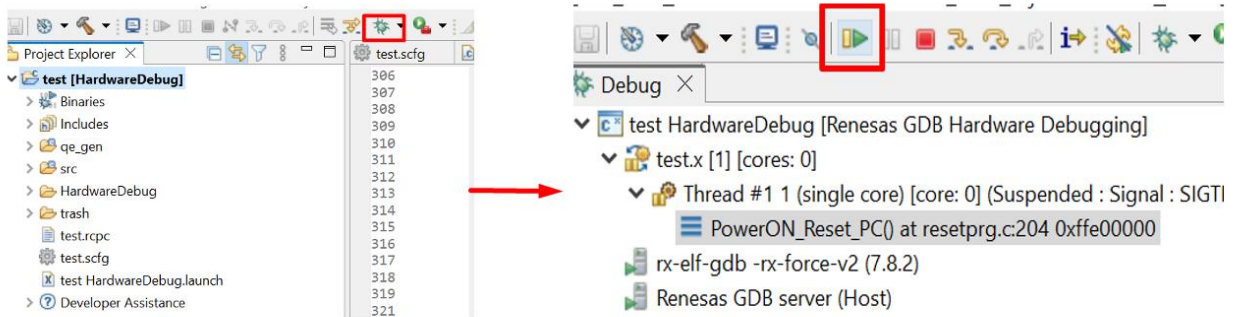 Project Explorer
test.scfg
test [HardwareDebug]
Binaries
Includes
qe_gen
src
HardwareDebug
trash
test.rcpc
test.scfg
test HardwareDebug.launch
Developer Assistance
306
307
308
309
310
311
312
313
314
315
316
317
318
319
321
Debug
test HardwareDebug [Renesas GDB Hardware Debugging]
test.x [1] [cores: 0]
Thread #1 1 (single core) [core: 0] (Suspended : Signal : SIGT
PowerON_Reset_PC() at resetprg.c:204 0xffe00000
rx-elf-gdb -rx-force-v2 (7.8.2)
Renesas GDB server (Host)